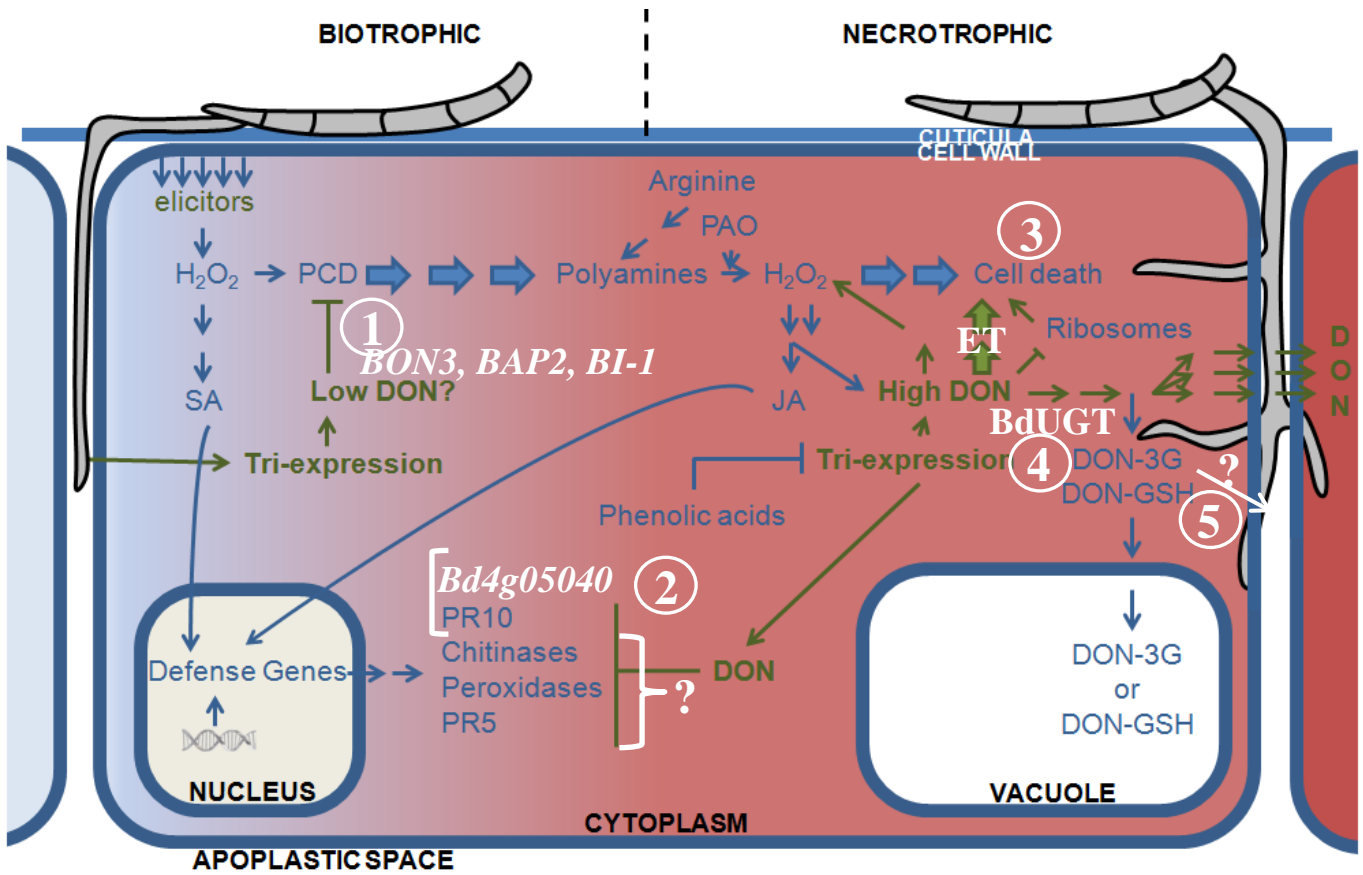 BIOTROPHIC
NECROTROPHIC
CUTICULA
CELL WALL
elicitors
Arginine
PAO
3
H₂O₂
PCD
Polyamines
H₂O₂
Cell death
1
BON3, BAP2, BI-1
ET
Ribosomes
Low DON?
SA
JA
High DON
D
O
N
BdUGT
Tri-expression
Tri-expression
4
DON-3G
DON-GSH
?
5
Phenolic acids
Bd4g05040
2
PR10
Chitinases
Peroxidases
PR5
?
DON
Defense Genes
NUCLEUS
DON-3G
or
DON-GSH
VACUOLE
CYTOPLASM
APOPLASTIC SPACE